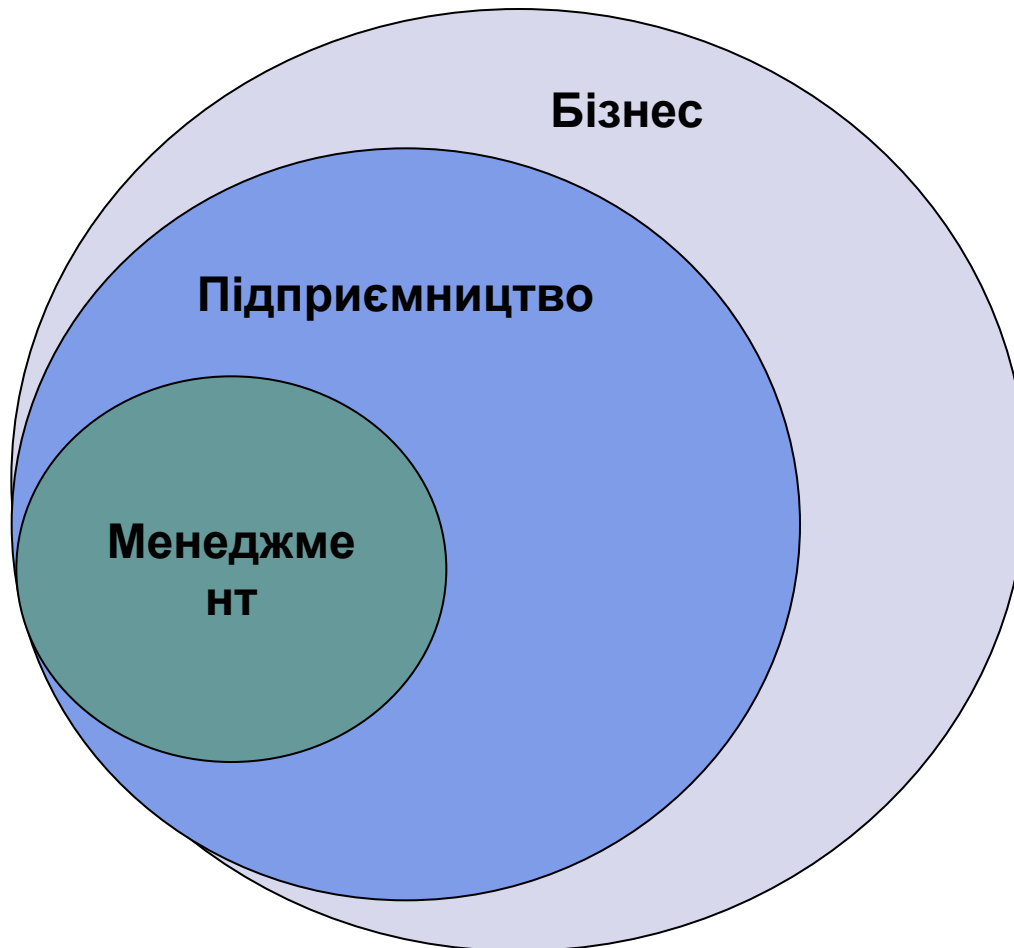 Бізнес
Підприємництво
Менеджме
нт